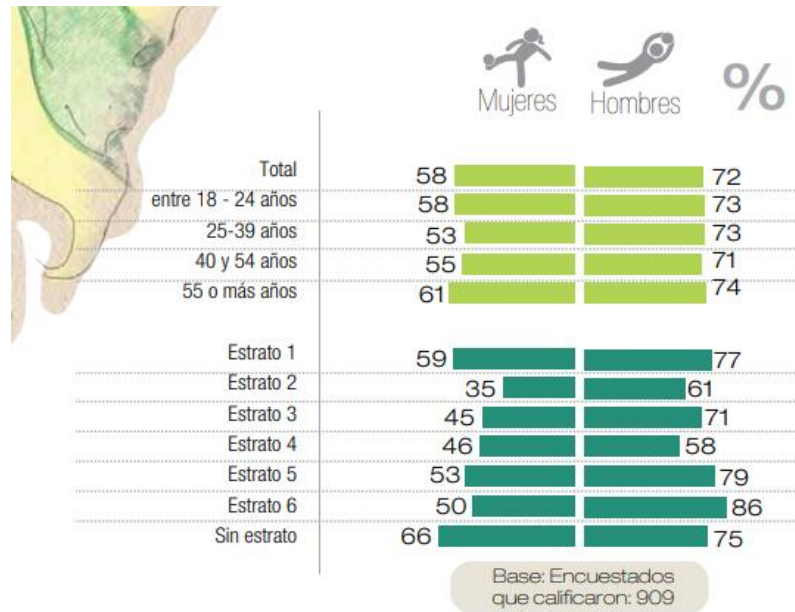 Mujeres Hombres %
Total 58 72
entre 18 - 24 años 58 73
25-39 años 53 73
40 y 54 años 55 71
55 o más años 61 74
Estrato 1 59 77
Estrato 2 35 61
Estrato 3 45 71
Estrato 4 46 58
Estrato 5 53 79
Estrato 6 50 86
Sin estrato 66 75
Base: Encuestados
que calificaron: 909